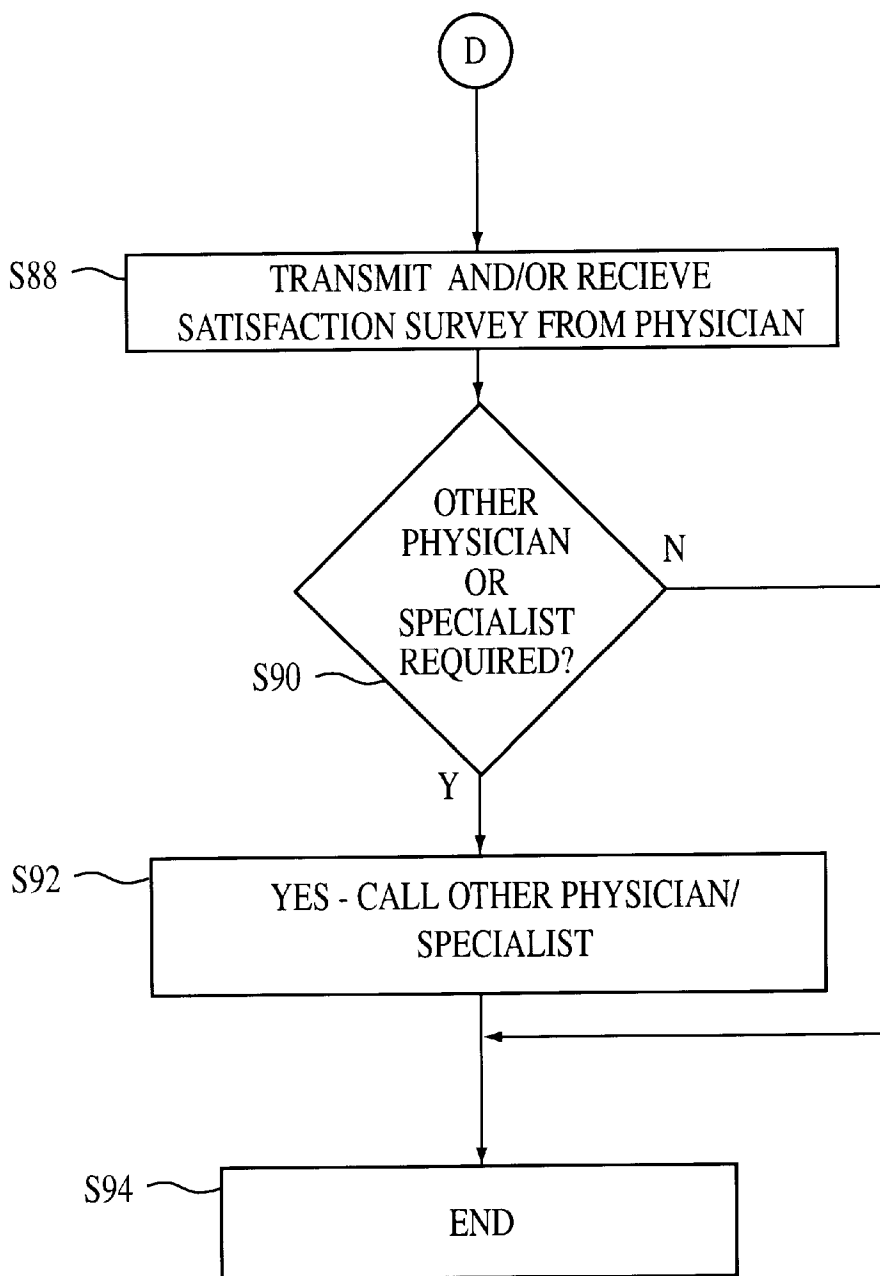 D
S88
TRANSMIT AND/OR RECIEVE
SATISFACTION SURVEY FROM PHYSICIAN
OTHER
PHYSICIAN
OR
SPECIALIST
REQUIRED?
N
S90
Y
S92
YES - CALL OTHER PHYSICIAN/
SPECIALIST
S94
END